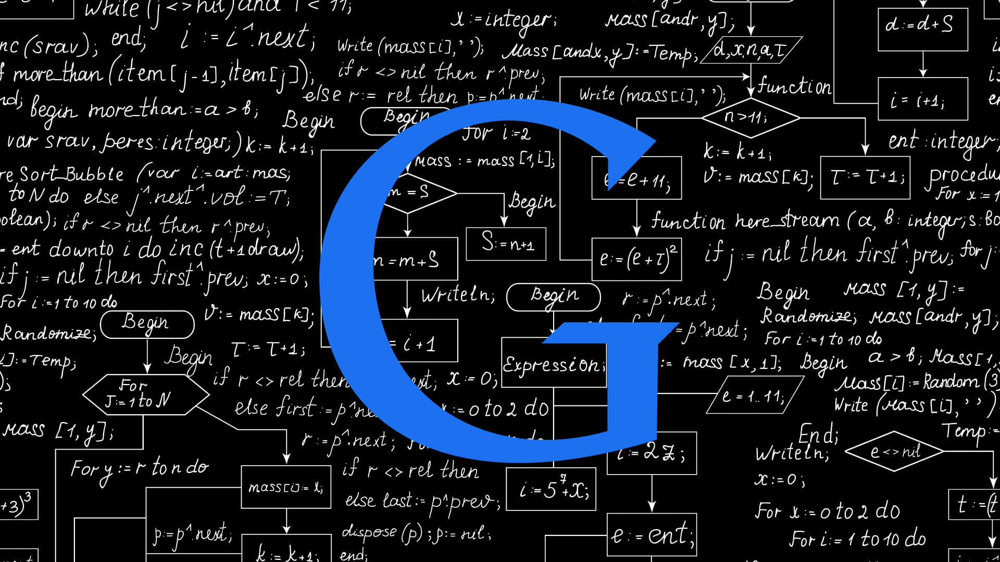 while (j <> nil) and T < 11;
x := integer;
mass [andr, y];
d := d + S
end;
i := i^.next;
nc (srav);
Write (mass [i], ' ');
Mass [andx, y] := Temp;
d, x, n, a, τ
more_than (item [j-1], item [j]);
if r <> nil then r^.prev;
else r := rel then p := p^.next;
Write (mass [i], ' ');
function
i = i+1;
nd; begin more_than := a > b;
Begin
Begin
n > 11;
for i := 2
var srav, peres : integer;) k := k+1;
ent : integer;
mass := mass [1, i];
k := k+1;
v := mass [k];
e := e + 11;
τ := τ+1;
re Sort_Bubble (var i := art : mas;
procedu
to N do else j^.next^.vol := T;
m = S
Begin
For x := 1
oolean); if r <> nil then r^.prev;
function here_stream (a, b : integer; s : Bo
- ent downto i do inc (t+1 draw);
S := n+1
m = m + S
e := (e + τ)²
if j := nil then first^.prev; for j :
if j := nil then first^.prev; x := 0;
Writeln;
Begin
r := p^.next;
Begin
mass [1, y] :=
For i := 1 to 10 do
v := mass [k];
Randomize; mass [andr, y];
Randomize;
Begin
= p^.next;
For i := 1 to 10 do
i] := Temp;
Begin
τ := τ+1;
= i + 1
Expression;
:= mass [x, 1];
Begin
a > b; mass [1,
if r <> rel then
x := 0;
Mass [i] := Random (3
For
J := 1 to N
else first := p^.ne
:= 0 to 2 do
e = 1..11;
Write (mass [i], ' ')
mass [1, y];
r := p^.next;
do
End;
Temp :=
Writeln;
e <> nil
i := 2z;
For y := r to n do
if r <> rel then
x := 0;
mass [i] := x;
i := 5⁷ + x;
+3)³
else last := p^.prev;
For x := 0 to 2 do
t := (t
p := p^.next;
dispose (p); p := nil;
e := ent;
For i := 1 to 10 do
k := k+1;
end;
G